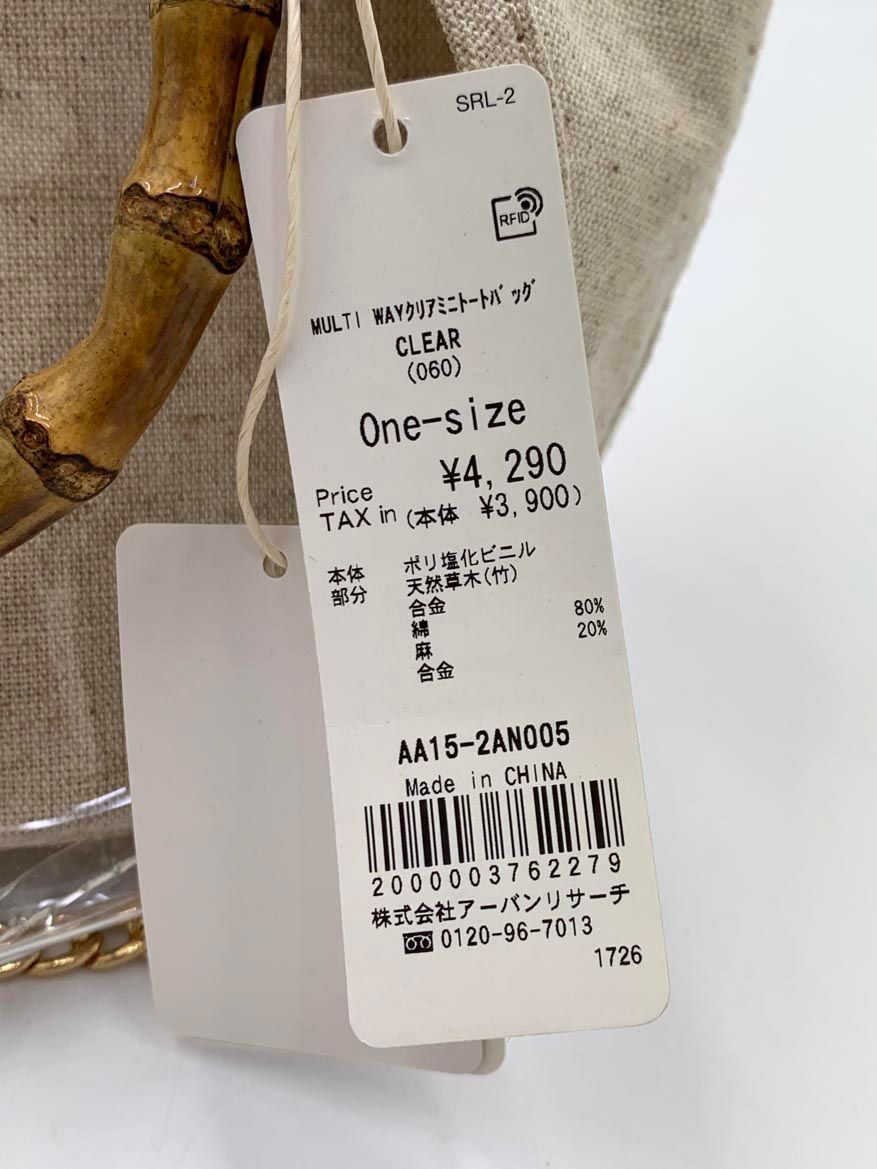 SRL-2
RFID
MULTI WAYクリアミニトートバッグ
CLEAR
(060)
One-size
¥4,290
Price
TAX in (本体 ¥3,900)
本体 ポリ塩化ビニル
部分 天然草木(竹)
合金 80%
綿 20%
麻
合金
AA15-2AN005
Made in CHINA
2000003762279
株式会社アーバンリサーチ
0120-96-7013
1726